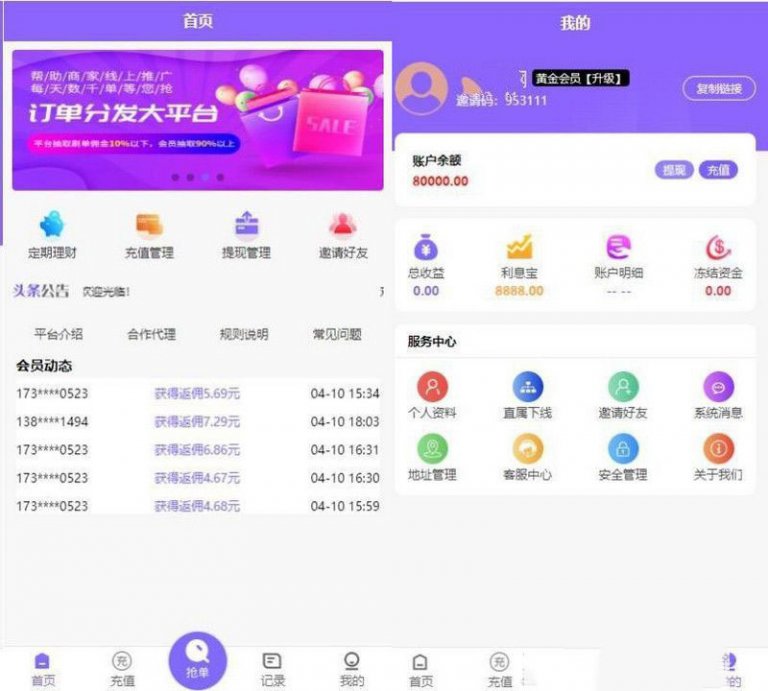 首页
帮/助/商/家/线/上/推/广
每/天/数/千/单/等/您/抢
订单分发大平台
SALE
平台抽取刷单佣金10%以下，会员抽取90%以上
定期理财 充值管理 提现管理 邀请好友
头条公告 欢迎光临!
平台介绍 合作代理 规则说明 常见问题
会员动态
173****0523 获得返佣5.69元 04-10 15:34
138****1494 获得返佣7.29元 04-10 18:03
173****0523 获得返佣6.86元 04-10 16:31
173****0523 获得返佣4.67元 04-10 16:30
173****0523 获得返佣4.68元 04-10 15:59
首页 充值 抢单 记录 我的
我的
黄金会员【升级】
邀请码：953111
复制链接
账户余额
80000.00
提现 充值
总收益 利息宝 账户明细 冻结资金
0.00 8888.00 -- -- 0.00
服务中心
个人资料 直属下线 邀请好友 系统消息
地址管理 客服中心 安全管理 关于我们
首页 充值 的